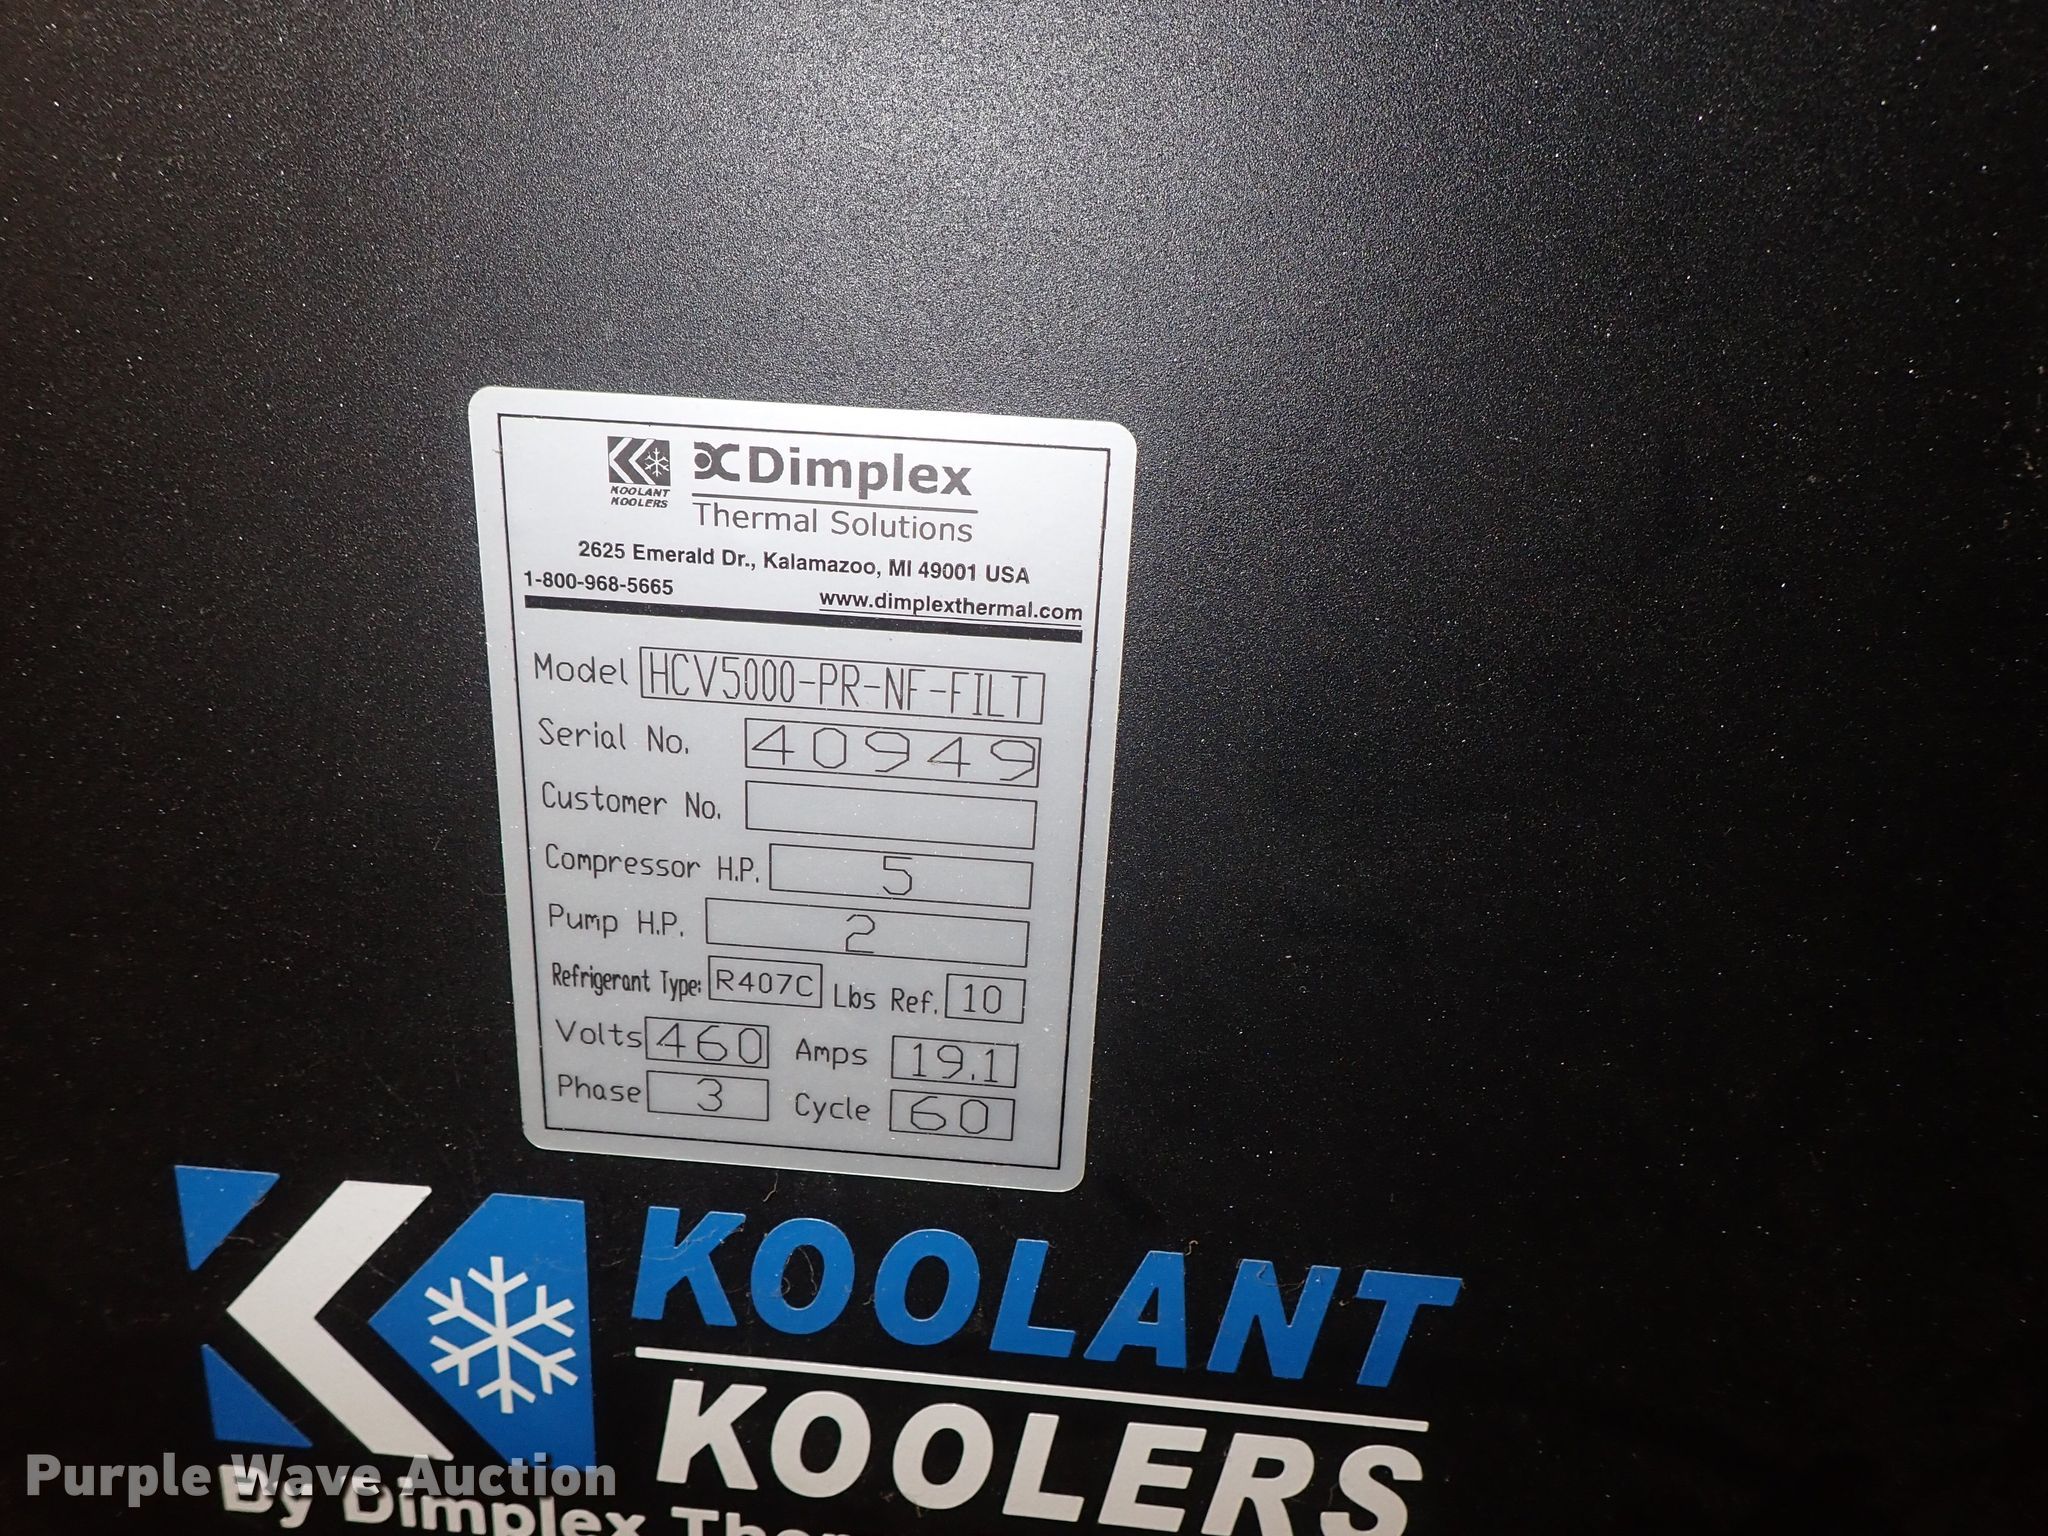 KOOLANT
KOOLERS
Dimplex
Thermal Solutions
2625 Emerald Dr., Kalamazoo, MI 49001 USA
1-800-968-5665 www.dimplexthermal.com
Model HCV5000-PR-NF-FILT
Serial No. 40949
Customer No.
Compressor H.P. 5
Pump H.P. 2
Refrigerant Type: R407C Lbs Ref. 10
Volts 460 Amps 19.1
Phase 3 Cycle 60
KOOLANT
KOOLERS
By Dimplex
Purple Wave Auction